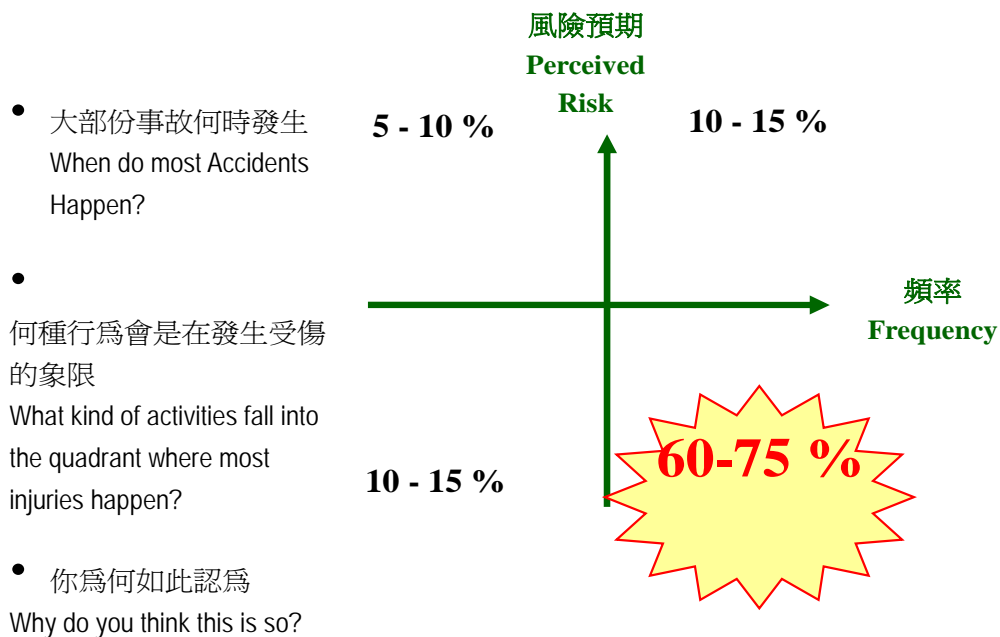 風險預期
Perceived
Risk
• 大部份事故何時發生
When do most Accidents
Happen?
5 - 10 %
10 - 15 %
•
何種行爲會是在發生受傷
的象限
What kind of activities fall into
the quadrant where most
injuries happen?
頻率
Frequency
10 - 15 %
60-75 %
• 你爲何如此認爲
Why do you think this is so?